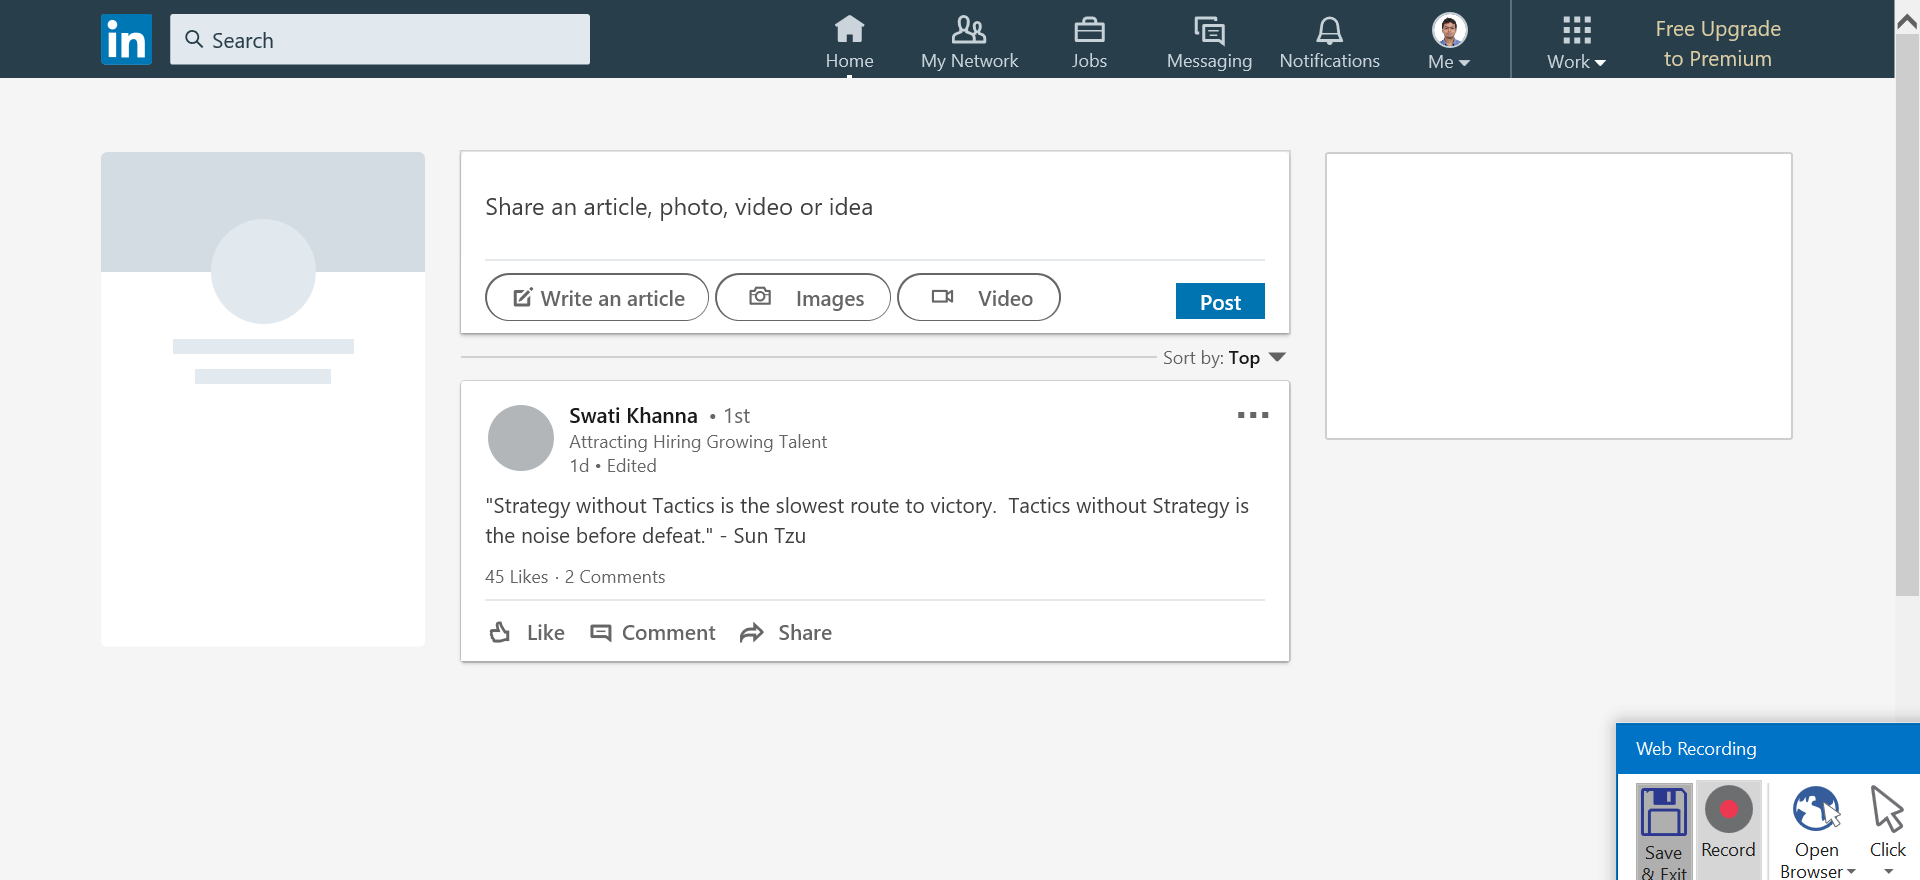 in
Search
Home
My Network
Jobs
Messaging
Notifications
Me
Work
Free Upgrade
to Premium
Share an article, photo, video or idea
Write an article
Images
Video
Post
Sort by: Top
Swati Khanna • 1st
Attracting Hiring Growing Talent
1d • Edited
"Strategy without Tactics is the slowest route to victory.  Tactics without Strategy is
the noise before defeat." - Sun Tzu
45 Likes · 2 Comments
Like
Comment
Share
Web Recording
Save
& Exit
Record
Open
Browser
Click